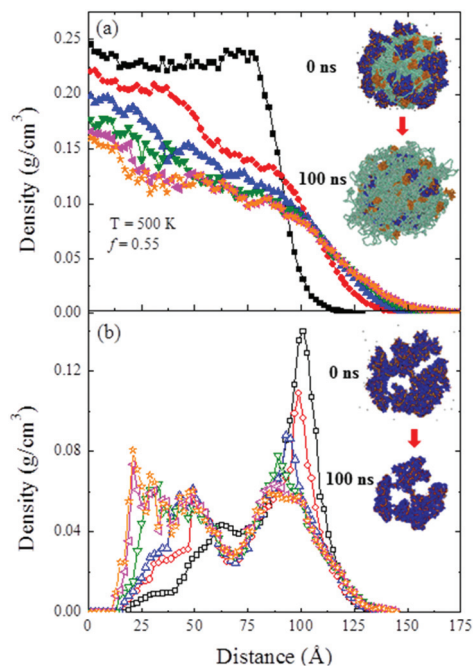 (a)
0.25
0.20
0.15
0.10
0.05
0.00
Density (g/cm³)
0 ns
100 ns
T = 500 K
f = 0.55
(b)
0.12
0.08
0.04
0.00
Density (g/cm³)
0 ns
100 ns
0 25 50 75 100 125 150 175
Distance (Å)